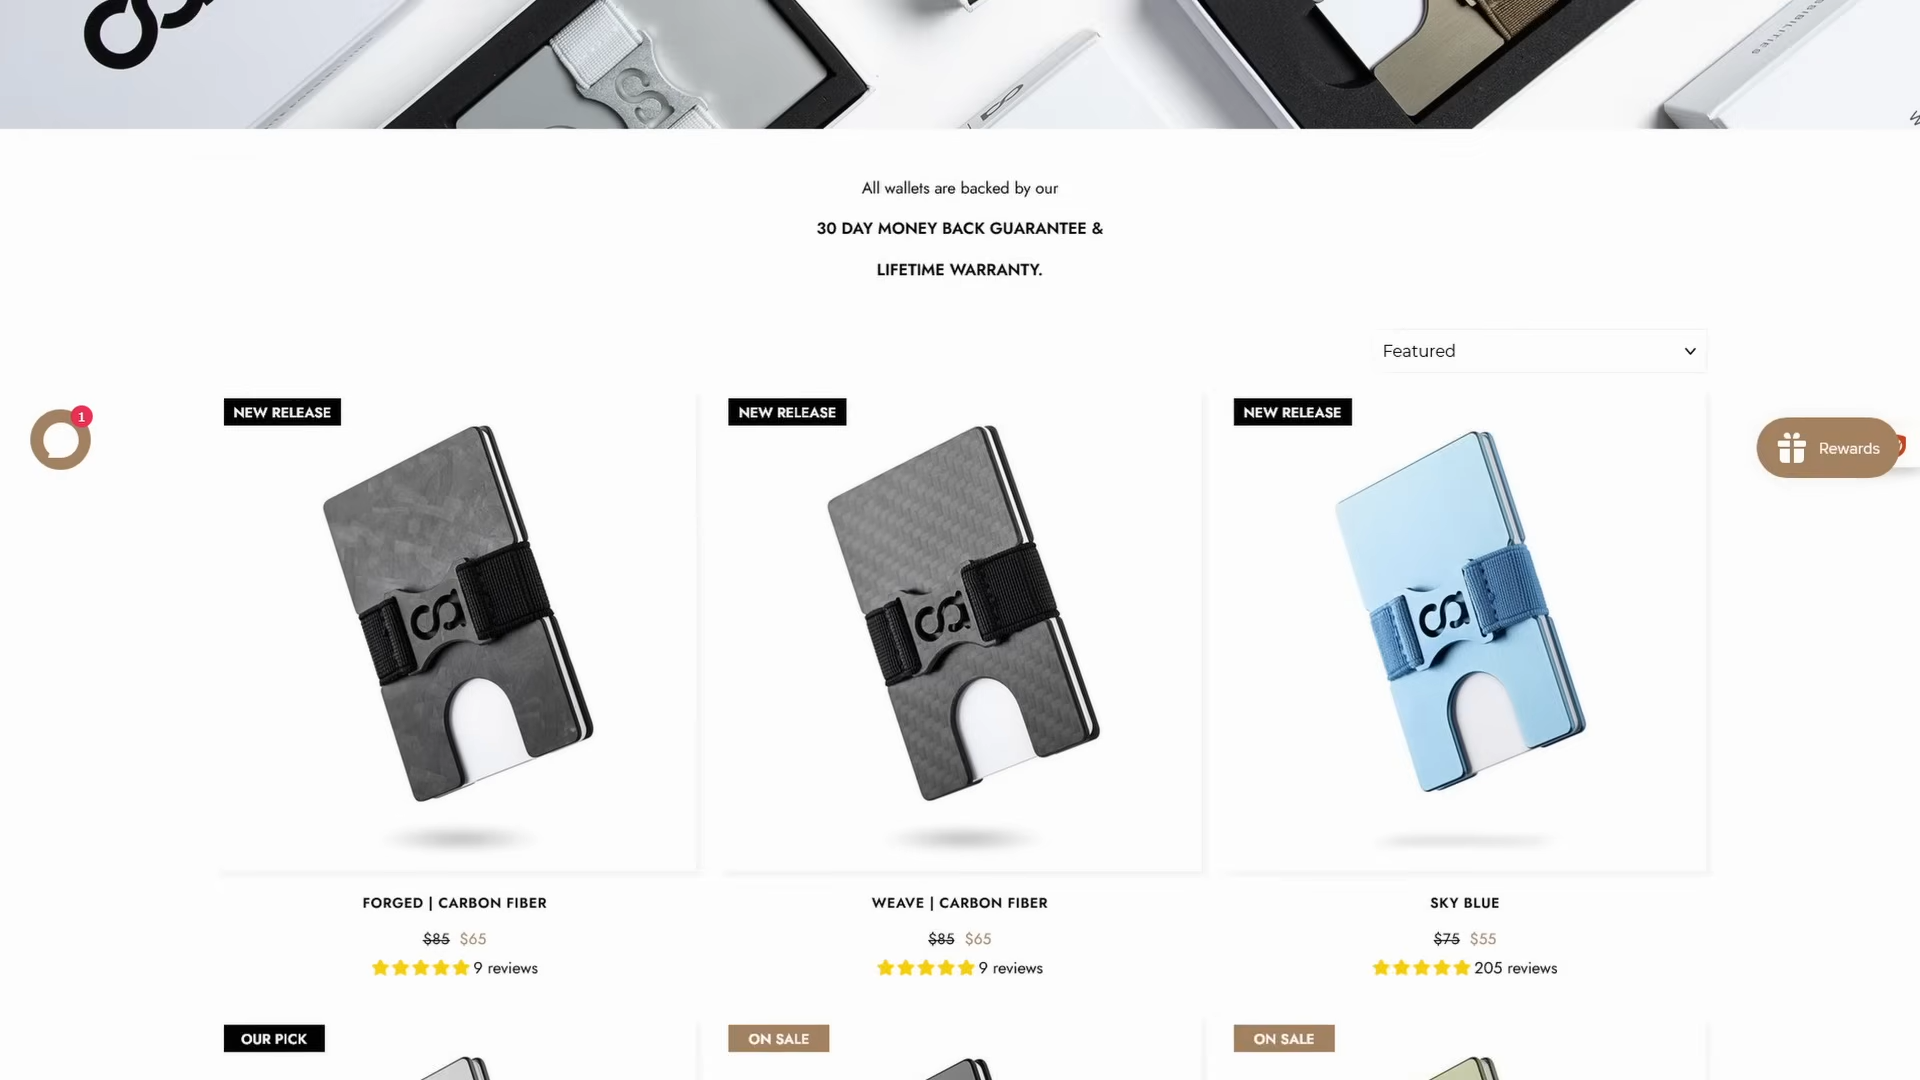 SSIBILITIES
All wallets are backed by our
30 DAY MONEY BACK GUARANTEE &
LIFETIME WARRANTY.
Featured
1
Rewards
NEW RELEASE
NEW RELEASE
NEW RELEASE
FORGED | CARBON FIBER
WEAVE | CARBON FIBER
SKY BLUE
$85 $65
$85 $65
$75 $55
9 reviews
9 reviews
205 reviews
OUR PICK
ON SALE
ON SALE